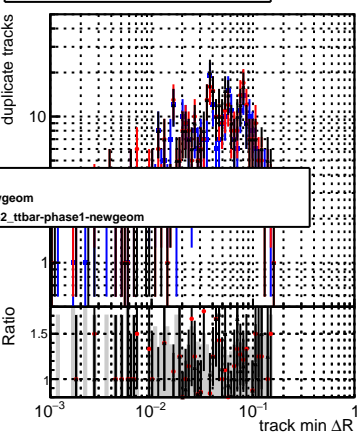 duplicate tracks
10
wgeom
2_ttbar-phase1-newgeom
1
Ratio
1.5
1
10⁻³ 10⁻² 10⁻¹ 1
track min ΔR